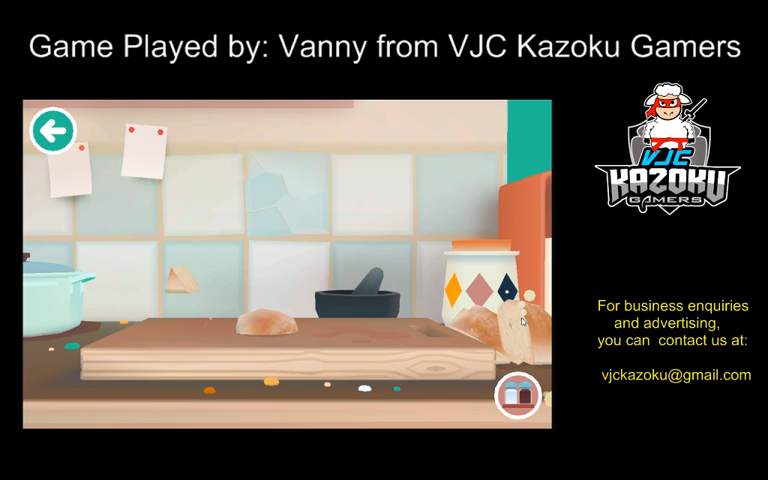 Game Played by: Vanny from VJC Kazoku Gamers
VJC
KAZOKU
GAMERS
For business enquiries
and advertising,
you can contact us at:
vjckazoku@gmail.com